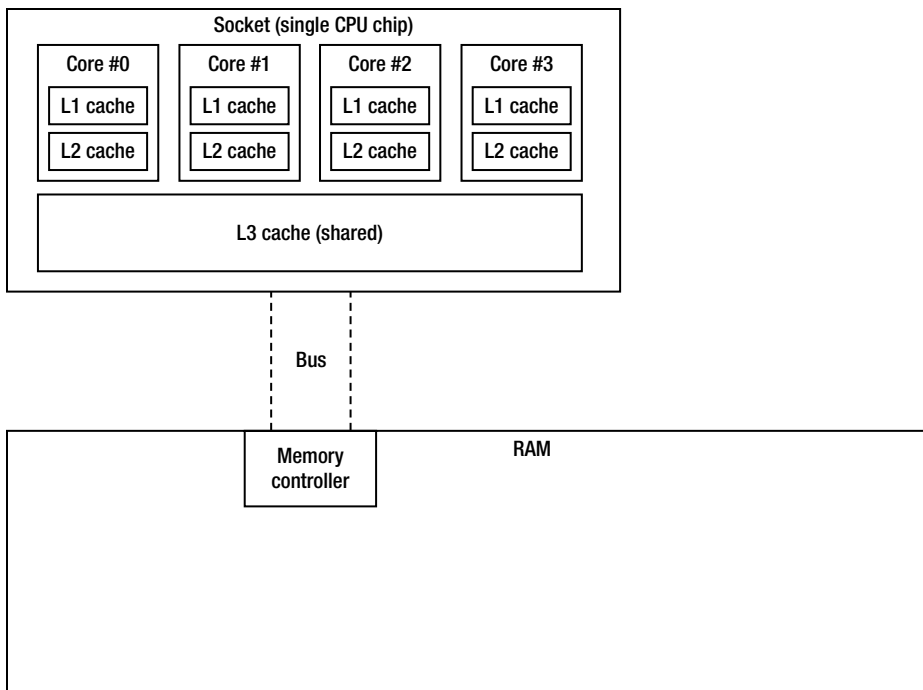 Socket (single CPU chip)
Core #0
Core #1
Core #2
Core #3
L1 cache
L1 cache
L1 cache
L1 cache
L2 cache
L2 cache
L2 cache
L2 cache
L3 cache (shared)
Bus
Memory
controller
RAM